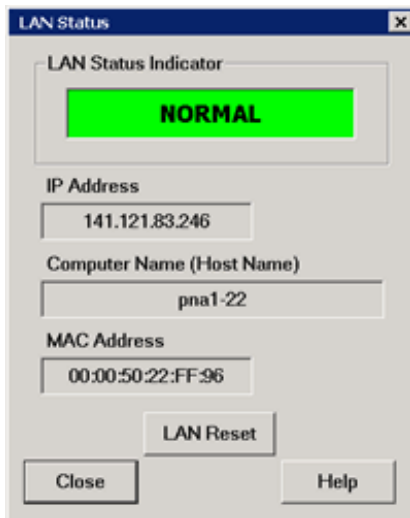 LAN Status
LAN Status Indicator
NORMAL
IP Address
141.121.83.246
Computer Name (Host Name)
pna1-22
MAC Address
00:00:50:22:FF:96
LAN Reset
Close Help